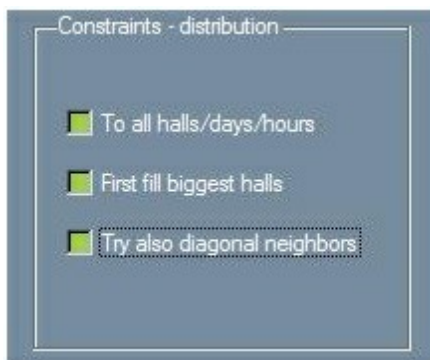 Constraints - distribution
To all halls/days/hours
First fill biggest halls
Try also diagonal neighbors